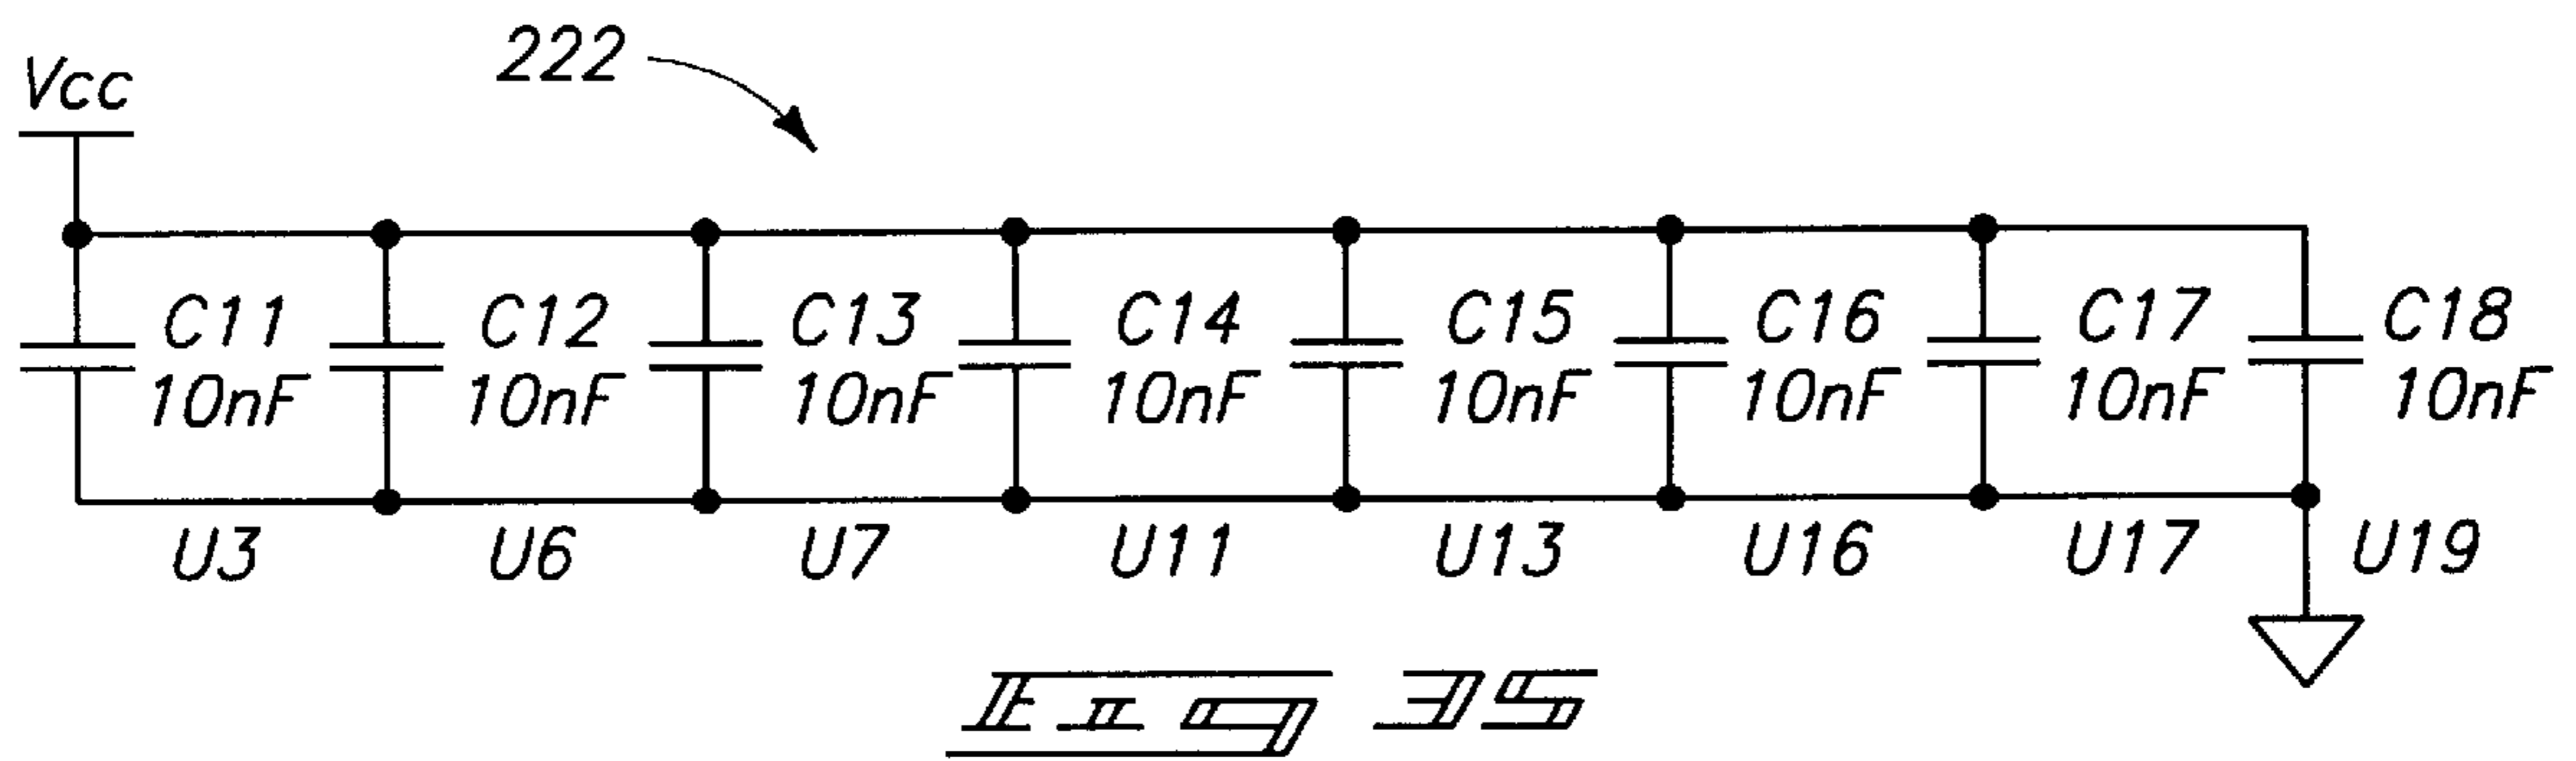 222
Vcc
C11 C12 C13 C14 C15 C16 C17 C18
10nF 10nF 10nF 10nF 10nF 10nF 10nF 10nF
U3 U6 U7 U11 U13 U16 U17 U19
Fig 35